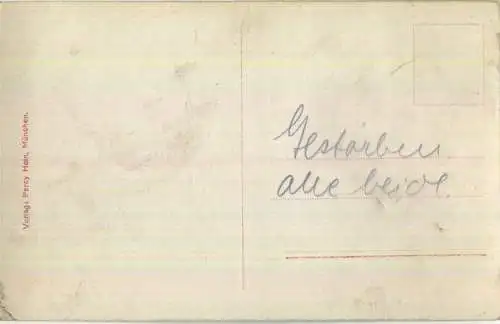 Verlag: Percy Hein, München.
Gestorben
alle beide.